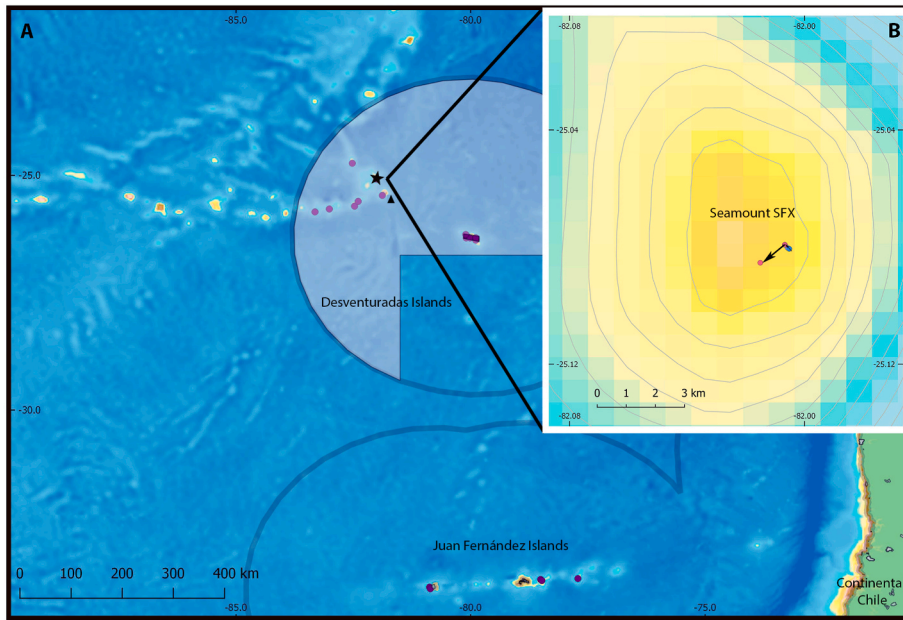 A
-85.0
-80.0
-25.0
-30.0
Desventuradas Islands
Juan Fernández Islands
0 100 200 300 400 km
-85.0
-80.0
-75.0
Continenta
Chile
B
-82.08
-82.00
-25.04
-25.04
Seamount SFX
-25.12
-25.12
0 1 2 3 km
-82.08
-82.00